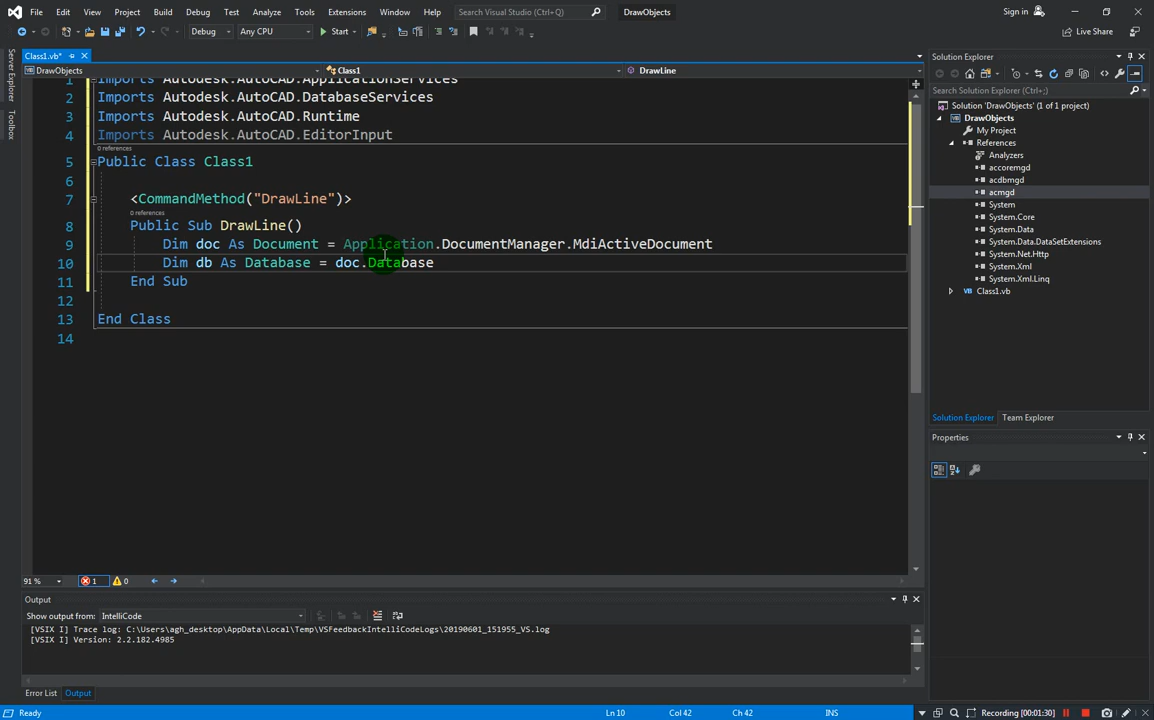 File Edit View Project Build Debug Test Analyze Tools Extensions Window Help Search Visual Studio (Ctrl+Q) DrawObjects Sign in
Debug Any CPU Start Live Share
Server Explorer
Toolbox
Class1.vb*
DrawObjects Class1 DrawLine
1 Imports Autodesk.AutoCAD.ApplicationServices
2 Imports Autodesk.AutoCAD.DatabaseServices
3 Imports Autodesk.AutoCAD.Runtime
4 Imports Autodesk.AutoCAD.EditorInput
0 references
5 Public Class Class1
6
7 <CommandMethod("DrawLine")>
0 references
8 Public Sub DrawLine()
9 Dim doc As Document = Application.DocumentManager.MdiActiveDocument
10 Dim db As Database = doc.Database
11 End Sub
12
13 End Class
14
91 % 1 0
Output
Show output from: IntelliCode
[VSIX I] Trace log: C:\Users\agh_desktop\AppData\Local\Temp\VSFeedbackIntelliCodeLogs\20190601_151955_VS.log
[VSIX I] Version: 2.2.182.4985
Error List Output
Solution Explorer
Search Solution Explorer (Ctrl+;)
Solution 'DrawObjects' (1 of 1 project)
DrawObjects
My Project
References
Analyzers
accoremgd
acdbmgd
acmgd
System
System.Core
System.Data
System.Data.DataSetExtensions
System.Net.Http
System.Xml
System.Xml.Linq
Class1.vb
Solution Explorer Team Explorer
Properties
Ready Ln 10 Col 42 Ch 42 INS Recording [00:01:30]